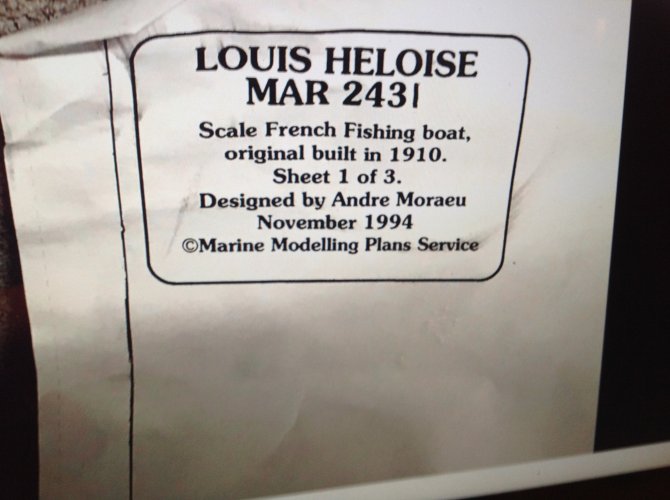 LOUIS HELOISE
MAR 2431
Scale French Fishing boat,
original built in 1910.
Sheet 1 of 3.
Designed by Andre Moraeu
November 1994
©Marine Modelling Plans Service